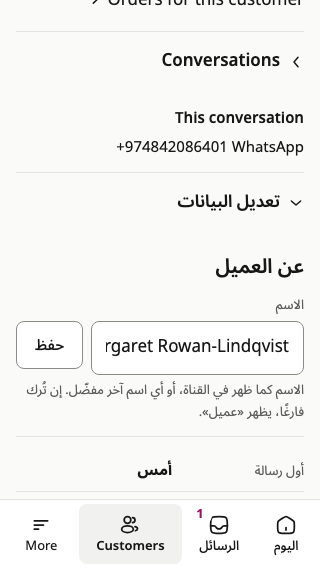 Orders for this customer
Conversations
This conversation
+974842086401 WhatsApp
تعديل البيانات
عن العميل
الاسم
rgaret Rowan-Lindqvist
حفظ
الاسم كما ظهر في القناة، أو أي اسم آخر مفضّل. إن تُرك
فارغًا، يظهر «عميل».
أول رسالة
أمس
اليوم
الرسائل
1
Customers
More